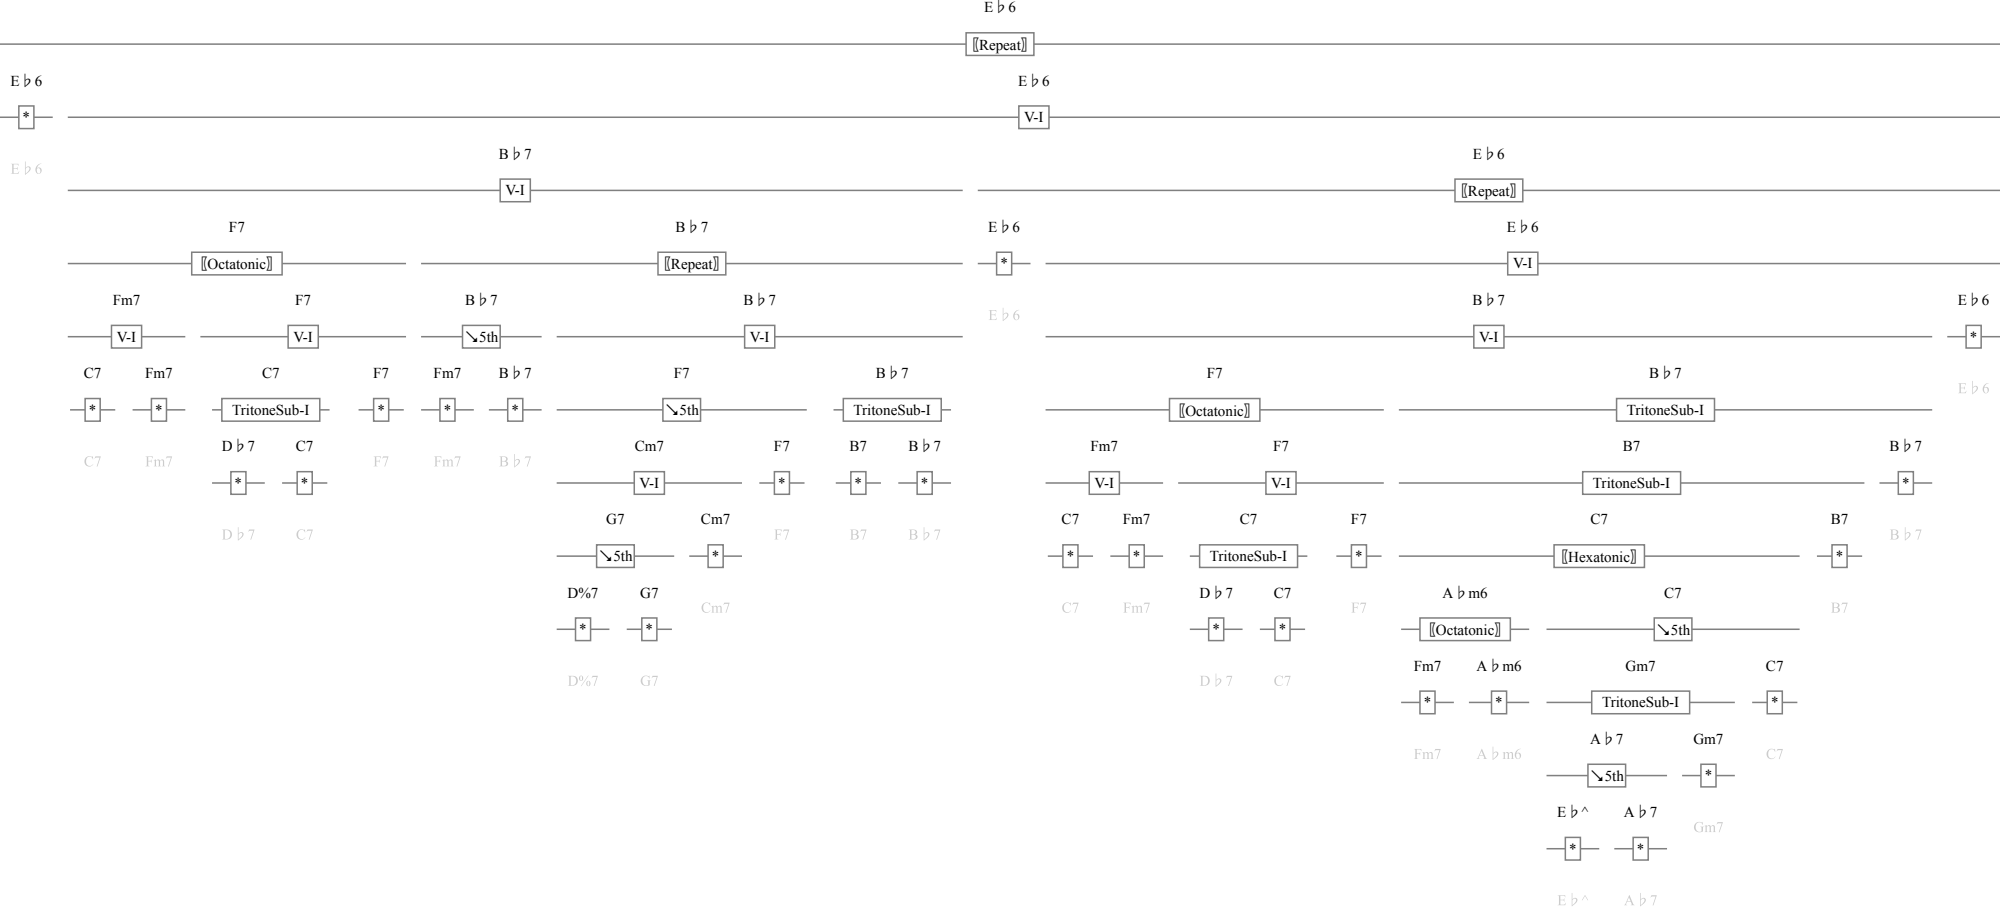 E♭6
〚Repeat〛
E♭6 E♭6
* V-I
B♭7 E♭6
E♭6
V-I 〚Repeat〛
F7 B♭7 E♭6 E♭6
〚Octatonic〛 〚Repeat〛 * V-I
Fm7 F7 B♭7 B♭7 B♭7 E♭6
E♭6
V-I V-I ↘5th V-I V-I *
C7 Fm7 C7 F7 Fm7 B♭7 F7 B♭7 F7 B♭7
E♭6
* * TritoneSub-I * * * ↘5th TritoneSub-I 〚Octatonic〛 TritoneSub-I
D♭7 C7 Cm7 F7 B7 B♭7 Fm7 F7 B7 B♭7
C7 Fm7 F7 Fm7 B♭7
* * V-I * * * V-I V-I TritoneSub-I *
G7 Cm7 C7 Fm7 C7 F7 C7 B7
D♭7 C7 F7 B7 B♭7 B♭7
↘5th * * * TritoneSub-I * 〚Hexatonic〛 *
D%7 G7 D♭7 C7 A♭m6 C7
Cm7 C7 Fm7 F7 B7
* * * * 〚Octatonic〛 ↘5th
Fm7 A♭m6 Gm7 C7
D%7 G7 D♭7 C7
* * TritoneSub-I *
A♭7 Gm7
Fm7 A♭m6 C7
↘5th *
E♭^ A♭7
Gm7
* *
E♭^ A♭7